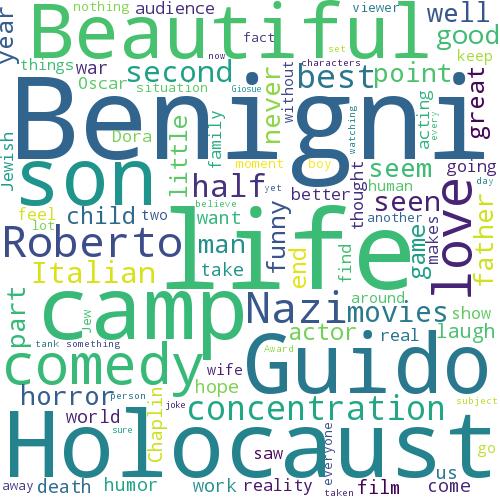 nothing audience viewer well
year Beautiful fact good
things war second now set characters keep
Oscar situation Giosue without best point
Benigni
Jewish Dora never acting great
son little family moment boy watching every
half yet better thought seem going
feel child two believe human day
lot want funny another seen love
Roberto man life game makes father
Italian take end find
part camp Nazi movies
Jew around show
tank something actor real laugh
comedy Award Guido
horror wife hope
person Chaplin joke concentration subject
world saw us go
Holocaust
sure everyone
away death humor work reality taken film come